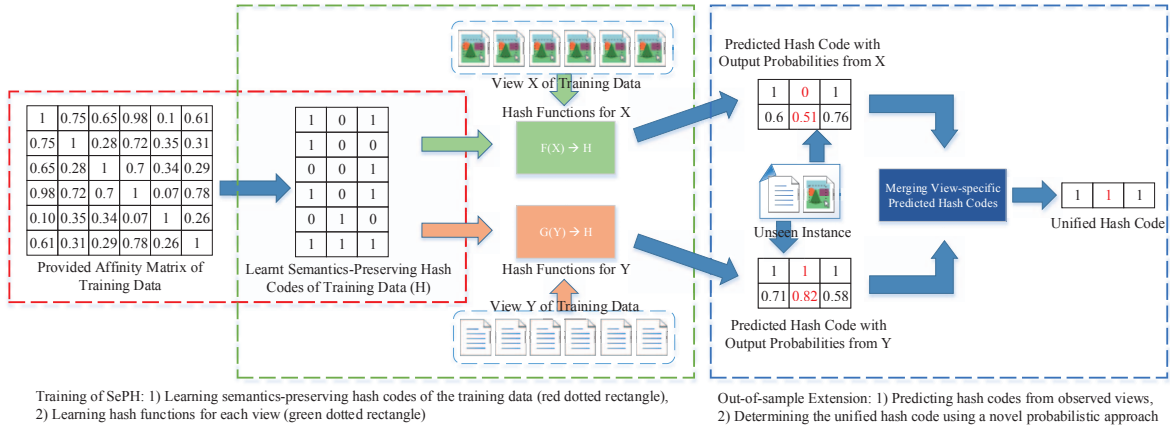 View X of Training Data
Hash Functions for X
1 0.75 0.65 0.98 0.1 0.61
0.75 1 0.28 0.72 0.35 0.31
0.65 0.28 1 0.7 0.34 0.29
0.98 0.72 0.7 1 0.07 0.78
0.10 0.35 0.34 0.07 1 0.26
0.61 0.31 0.29 0.78 0.26 1
Provided Affinity Matrix of
Training Data
1 0 1
1 0 0
0 0 1
1 0 1
0 1 0
1 1 1
Learnt Semantics-Preserving Hash
Codes of Training Data (H)
F(X) → H
G(Y) → H
Hash Functions for Y
View Y of Training Data
Predicted Hash Code with
Output Probabilities from X
1 0 1
0.6 0.51 0.76
Unseen Instance
1 1 1
0.71 0.82 0.58
Predicted Hash Code with
Output Probabilities from Y
Merging View-specific
Predicted Hash Codes
1 1 1
Unified Hash Code
Training of SePH: 1) Learning semantics-preserving hash codes of the training data (red dotted rectangle),
2) Learning hash functions for each view (green dotted rectangle)
Out-of-sample Extension: 1) Predicting hash codes from observed views,
2) Determining the unified hash code using a novel probabilistic approach